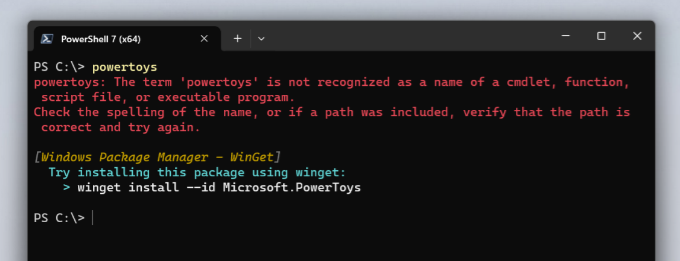 PowerShell 7 (x64)
PS C:\> powertoys
powertoys: The term 'powertoys' is not recognized as a name of a cmdlet, function,
script file, or executable program.
Check the spelling of the name, or if a path was included, verify that the path is
correct and try again.
[Windows Package Manager - WinGet]
Try installing this package using winget:
> winget install --id Microsoft.PowerToys
PS C:\>